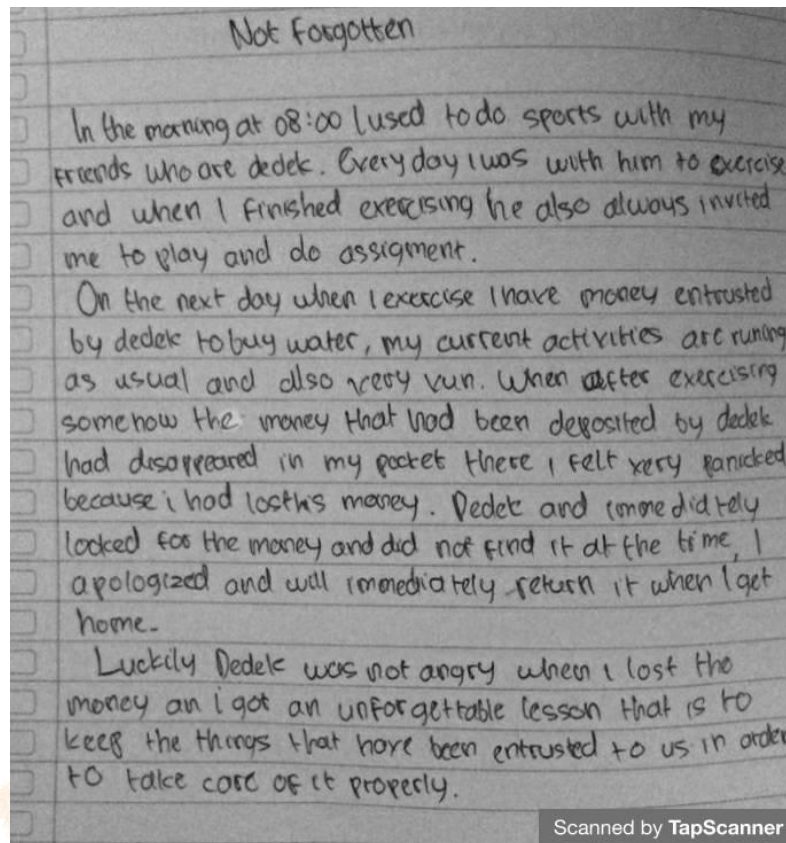 Not Forgotten
In the morning at 08:00 I used to do sports with my
friends who are dedek. Every day I was with him to exercise
and when I finished exercising he also always invited
me to play and do assigment.
On the next day when I exercise I have money entrusted
by dedek to buy water, my current activities are runing
as usual and also very vun. When after exercising
somehow the money that had been deposited by dedek
had disappeared in my pocket there I felt very panicked
because i had lost his money. Dedek and immediately
looked for the money and did not find it at the time, I
apologized and will immediately return it when I get
home.
Luckily Dedek was not angry when i lost the
money an i got an unforgettable lesson that is to
keep the things that have been entrusted to us in order
to take care of it properly.
Scanned by TapScanner